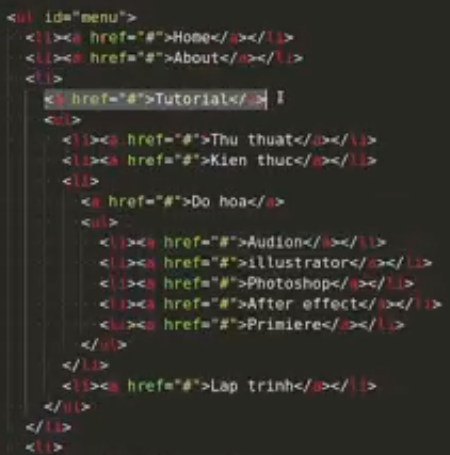 <ul id="menu">
<li><a href="#">Home</a></li>
<li><a href="#">About</a></li>
<li>
<a href="#">Tutorial</a>
<ul>
<li><a href="#">Thu thuat</a></li>
<li><a href="#">Kien thuc</a></li>
<li>
<a href="#">Do hoa</a>
<ul>
<li><a href="#">Audion</a></li>
<li><a href="#">illustrator</a></li>
<li><a href="#">Photoshop</a></li>
<li><a href="#">After effect</a></li>
<li><a href="#">Primiere</a></li>
</ul>
</li>
<li><a href="#">Lap trinh</a></li>
</ul>
</li>
<li>